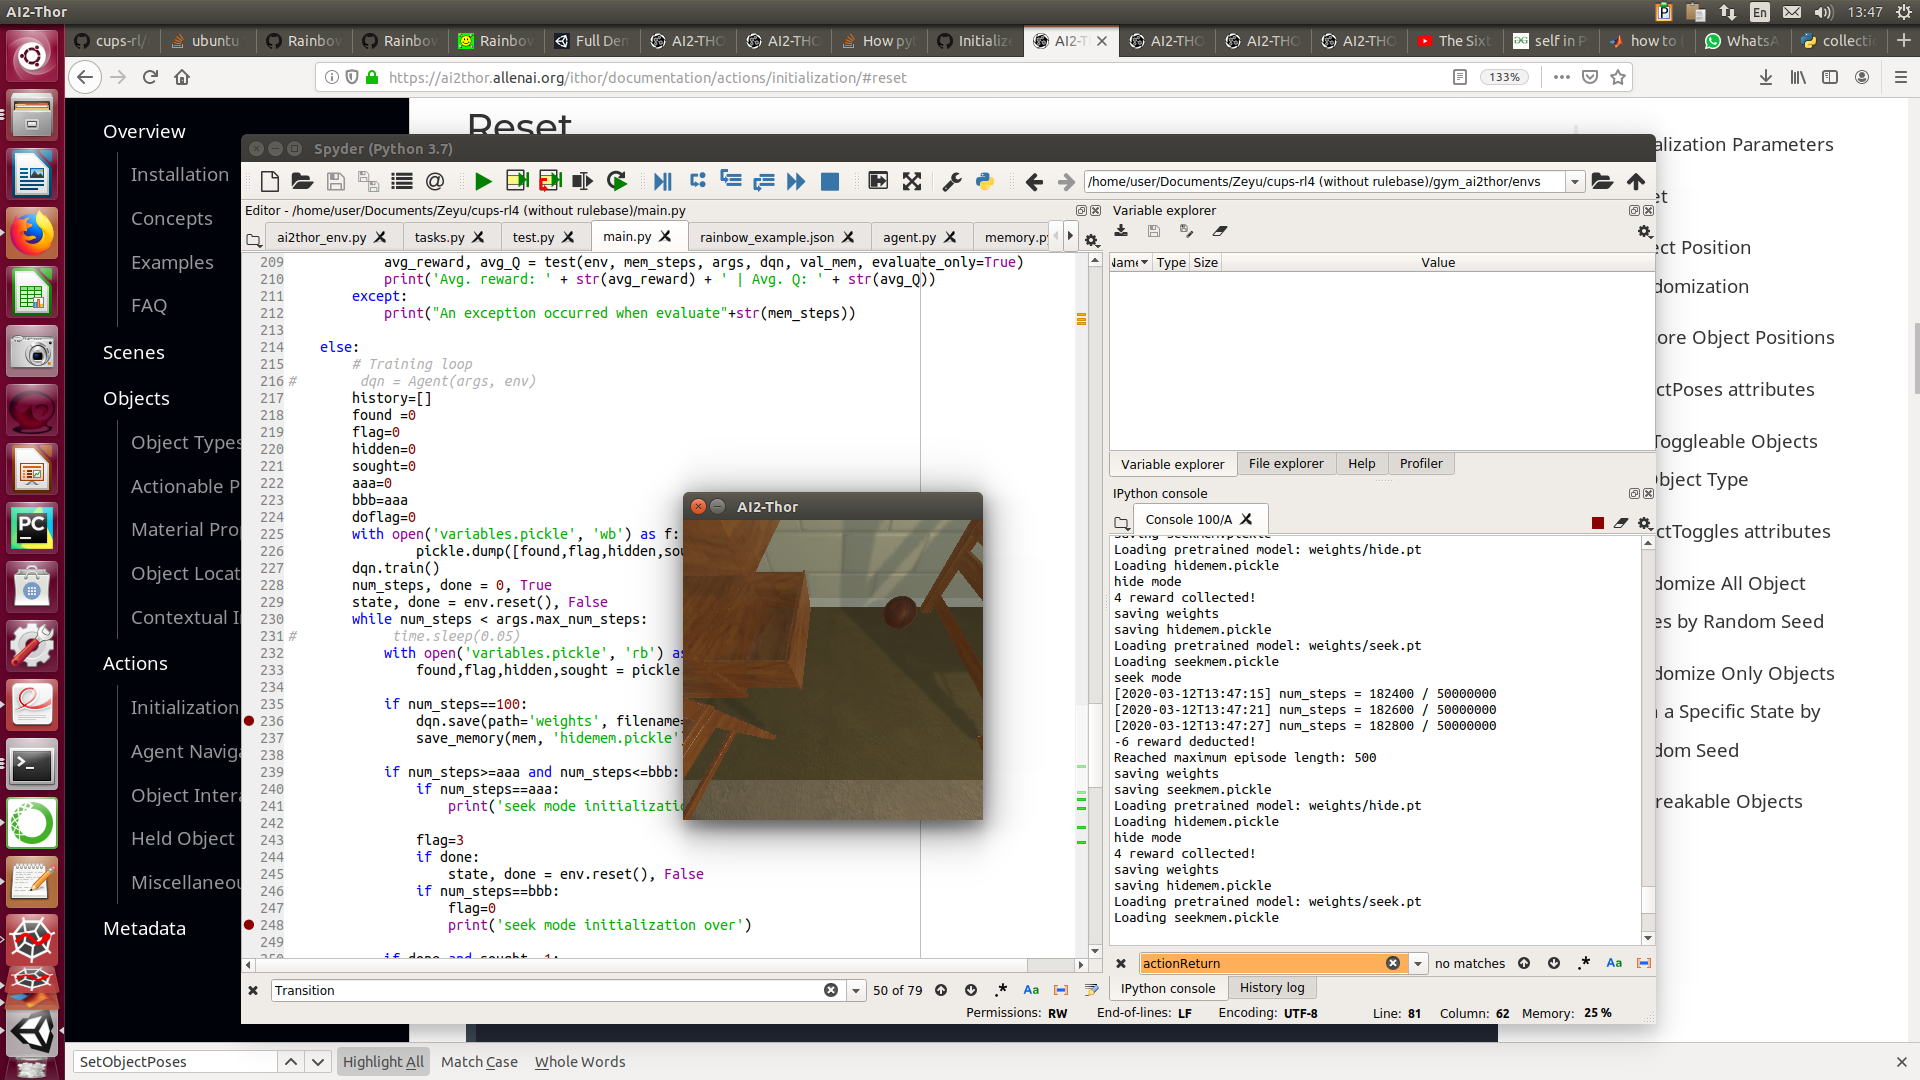 AI2-Thor
En
13:47
cups-rl/
ubuntu
Rainbov
Rainbov
Rainbov
Full Den
AI2-THO
AI2-THO
How py
Initializ
AI2-T
AI2-THO
AI2-THO
AI2-THO
The Sixt
self in P
how to
WhatsA
collecti
https://ai2thor.allenai.org/ithor/documentation/actions/initialization/#reset
133%
Overview
Installation
Concepts
Examples
FAQ
Scenes
Objects
Object Types
Actionable P
Material Prop
Object Locat
Contextual I
Actions
Initialization
Agent Naviga
Object Intera
Held Object
Miscellaneou
Metadata
Reset
alization Parameters
et
ect Position
domization
ore Object Positions
ctPoses attributes
Toggleable Objects
bject Type
ctToggles attributes
domize All Object
es by Random Seed
domize Only Objects
n a Specific State by
dom Seed
reakable Objects
Spyder (Python 3.7)
/home/user/Documents/Zeyu/cups-rl4 (without rulebase)/gym_ai2thor/envs
Editor - /home/user/Documents/Zeyu/cups-rl4 (without rulebase)/main.py
ai2thor_env.py
tasks.py
test.py
main.py
rainbow_example.json
agent.py
memory.py
209 avg_reward, avg_Q = test(env, mem_steps, args, dqn, val_mem, evaluate_only=True)
210 print('Avg. reward: ' + str(avg_reward) + ' | Avg. Q: ' + str(avg_Q))
211 except:
212 print("An exception occurred when evaluate"+str(mem_steps))
213
214 else:
215 # Training loop
216 # dqn = Agent(args, env)
217 history=[]
218 found =0
219 flag=0
220 hidden=0
221 sought=0
222 aaa=0
223 bbb=aaa
224 doflag=0
225 with open('variables.pickle', 'wb') as f:
226 pickle.dump([found,flag,hidden,sou
227 dqn.train()
228 num_steps, done = 0, True
229 state, done = env.reset(), False
230 while num_steps < args.max_num_steps:
231 # time.sleep(0.05)
232 with open('variables.pickle', 'rb') as
233 found,flag,hidden,sought = pickle
234
235 if num_steps==100:
236 dqn.save(path='weights', filename=
237 save_memory(mem, 'hidemem.pickle')
238
239 if num_steps>=aaa and num_steps<=bbb:
240 if num_steps==aaa:
241 print('seek mode initializatio
242
243 flag=3
244 if done:
245 state, done = env.reset(), False
246 if num_steps==bbb:
247 flag=0
248 print('seek mode initialization over')
249
AI2-Thor
Variable explorer
Name Type Size Value
Variable explorer
File explorer
Help
Profiler
IPython console
Console 100/A
saving seekmem.pickle
Loading pretrained model: weights/hide.pt
Loading hidemem.pickle
hide mode
4 reward collected!
saving weights
saving hidemem.pickle
Loading pretrained model: weights/seek.pt
Loading seekmem.pickle
seek mode
[2020-03-12T13:47:15] num_steps = 182400 / 50000000
[2020-03-12T13:47:21] num_steps = 182600 / 50000000
[2020-03-12T13:47:27] num_steps = 182800 / 50000000
-6 reward deducted!
Reached maximum episode length: 500
saving weights
saving seekmem.pickle
Loading pretrained model: weights/hide.pt
Loading hidemem.pickle
hide mode
4 reward collected!
saving weights
saving hidemem.pickle
Loading pretrained model: weights/seek.pt
Loading seekmem.pickle
actionReturn
no matches
Aa
IPython console
History log
Transition
50 of 79
Aa
Permissions: RW End-of-lines: LF Encoding: UTF-8 Line: 81 Column: 62 Memory: 25 %
SetObjectPoses
Highlight All
Match Case
Whole Words